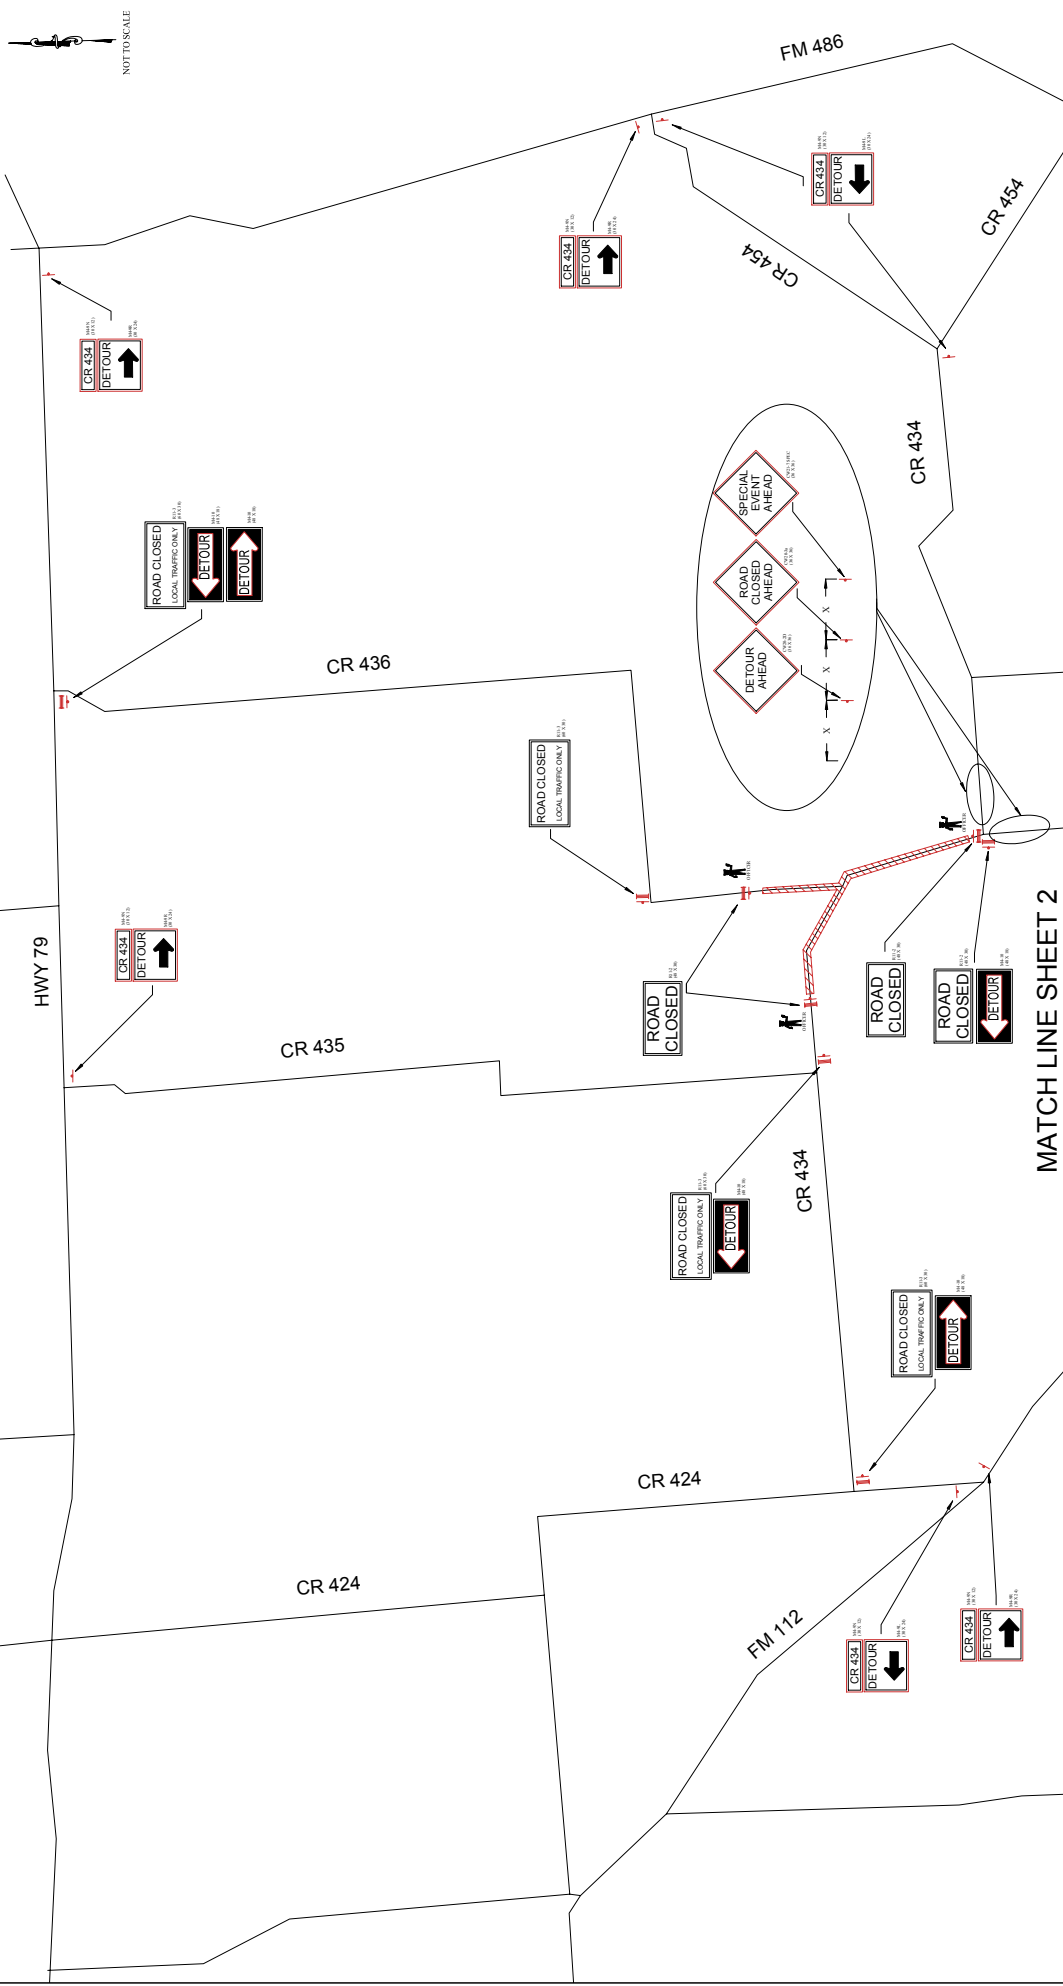 NOT TO SCALE
FM 486
CR 454
CR 454
CR 434
DETOUR
CR 434
DETOUR
CR 434
DETOUR
ROAD CLOSED
LOCAL TRAFFIC ONLY
DETOUR
DETOUR
CR 436
CR 434
SPECIAL
EVENT
AHEAD
ROAD
CLOSED
AHEAD
DETOUR
AHEAD
X
X
X
ROAD CLOSED
LOCAL TRAFFIC ONLY
HWY 79
CR 434
DETOUR
CR 435
OFFICER
OFFICER
OFFICER
ROAD
CLOSED
ROAD
CLOSED
ROAD
CLOSED
DETOUR
MATCH LINE SHEET 2
CR 434
ROAD CLOSED
LOCAL TRAFFIC ONLY
DETOUR
ROAD CLOSED
LOCAL TRAFFIC ONLY
DETOUR
CR 424
CR 424
FM 112
CR 434
DETOUR
CR 434
DETOUR